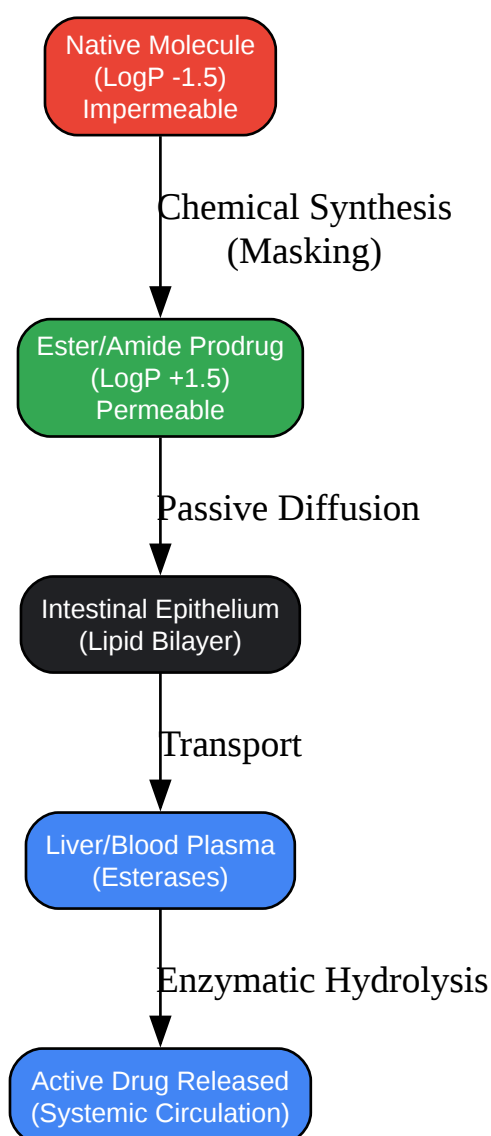 Native Molecule
(LogP -1.5)
Impermeable
Chemical Synthesis
(Masking)
Ester/Amide Prodrug
(LogP +1.5)
Permeable
Passive Diffusion
Intestinal Epithelium
(Lipid Bilayer)
Transport
Liver/Blood Plasma
(Esterases)
Enzymatic Hydrolysis
Active Drug Released
(Systemic Circulation)